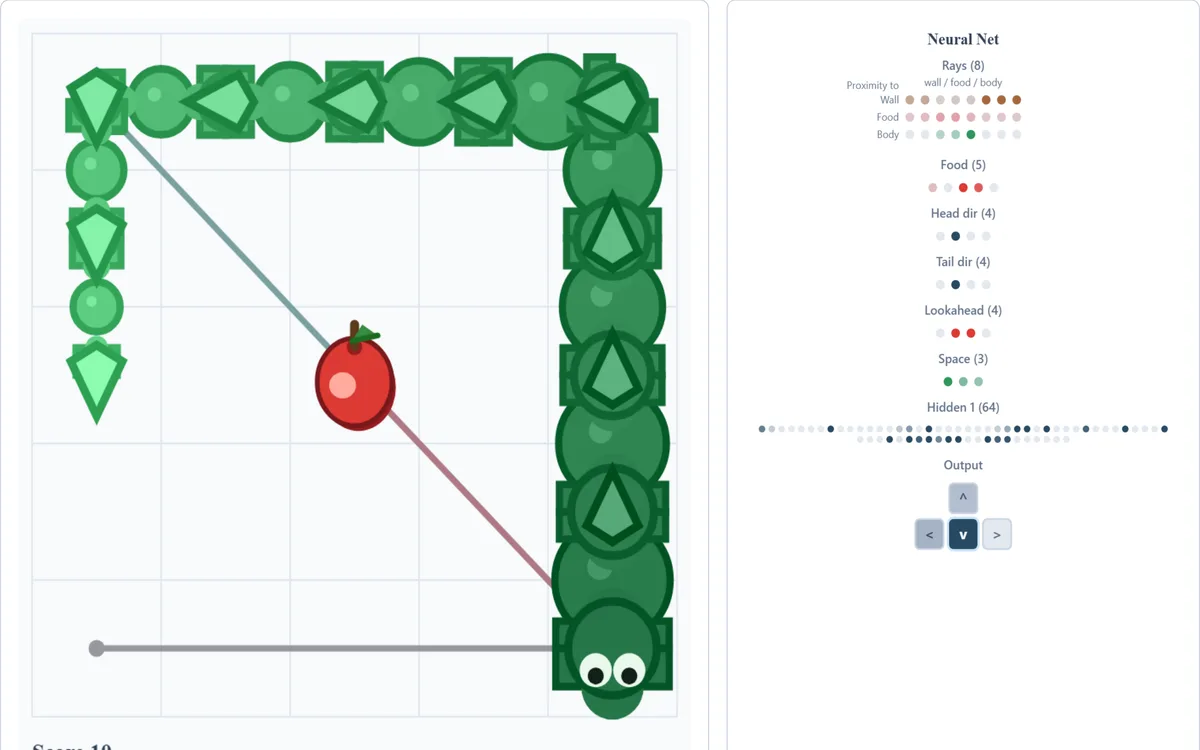 Neural Net
Rays (8)
Proximity to
wall / food / body
Wall
Food
Body
Food (5)
Head dir (4)
Tail dir (4)
Lookahead (4)
Space (3)
Hidden 1 (64)
Output
^
< v >
Score 10